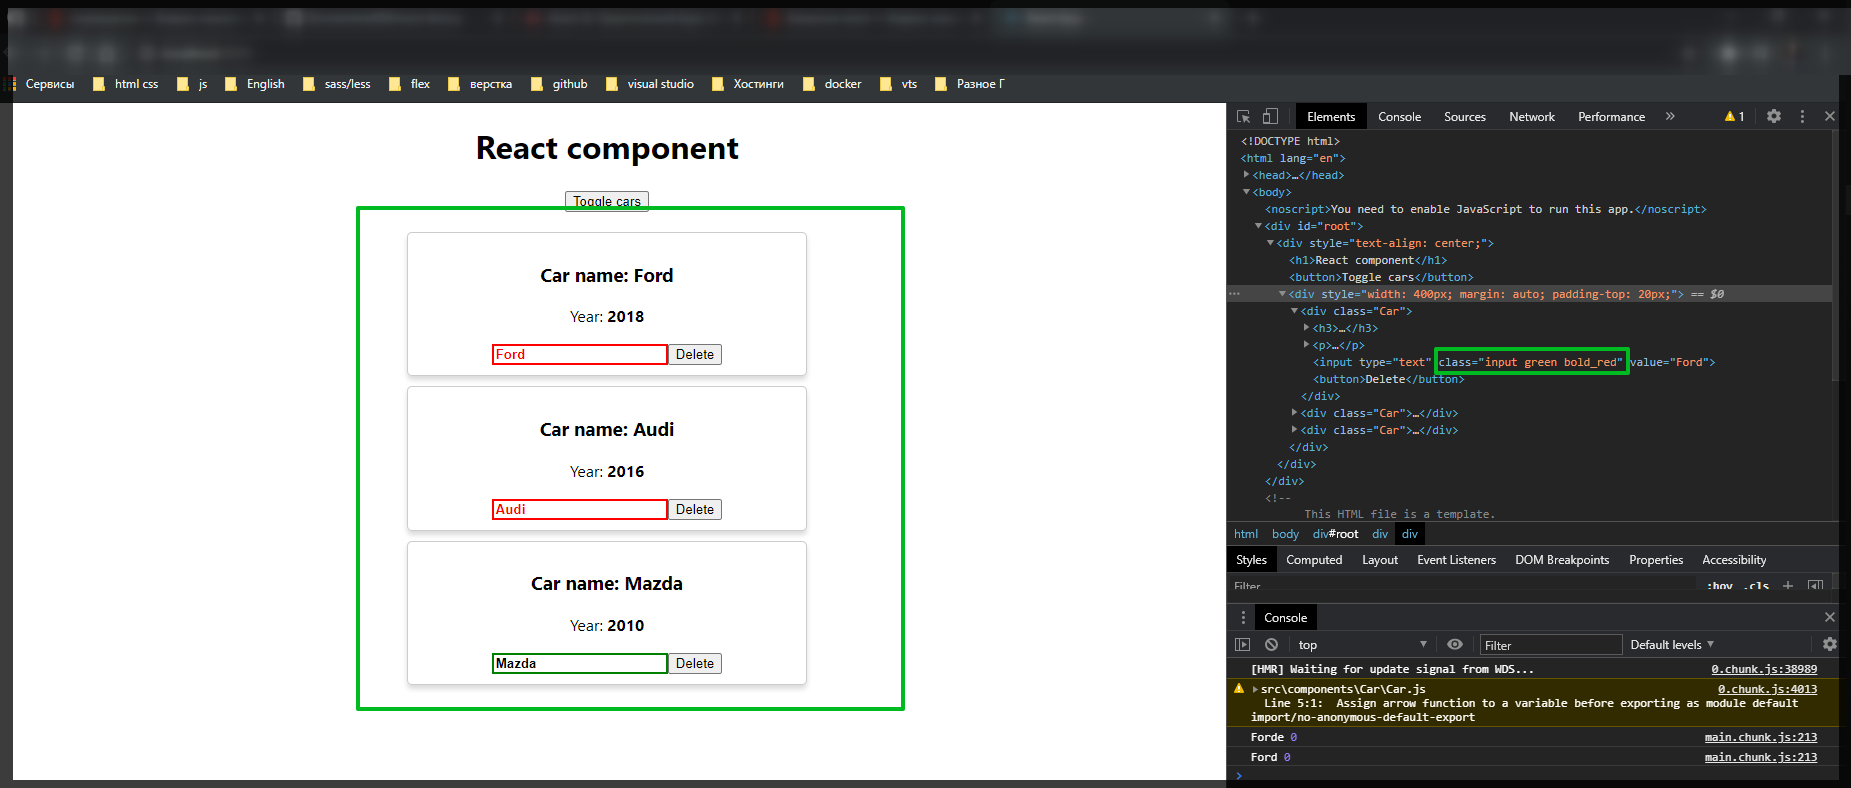 Сервисы html css js English sass/less flex верстка github visual studio Хостинги docker vts Разное Г
React component
Toggle cars
Car name: Ford
Year: 2018
Ford Delete
Car name: Audi
Year: 2016
Audi Delete
Car name: Mazda
Year: 2010
Mazda Delete
Elements Console Sources Network Performance » 1
<!DOCTYPE html>
<html lang="en">
<head>…</head>
<body>
<noscript>You need to enable JavaScript to run this app.</noscript>
<div id="root">
<div style="text-align: center;">
<h1>React component</h1>
<button>Toggle cars</button>
<div style="width: 400px; margin: auto; padding-top: 20px;"> == $0
<div class="Car">
<h3>…</h3>
<p>…</p>
<input type="text" class="input green bold_red" value="Ford">
<button>Delete</button>
</div>
<div class="Car">…</div>
<div class="Car">…</div>
</div>
</div>
</div>
<!--
This HTML file is a template.
html body div#root div div
Styles Computed Layout Event Listeners DOM Breakpoints Properties Accessibility
Filter :hov .cls +
Console
top Filter Default levels
[HMR] Waiting for update signal from WDS... 0.chunk.js:38989
src\components\Car\Car.js 0.chunk.js:4013
Line 5:1: Assign arrow function to a variable before exporting as module default
import/no-anonymous-default-export
Forde 0 main.chunk.js:213
Ford 0 main.chunk.js:213